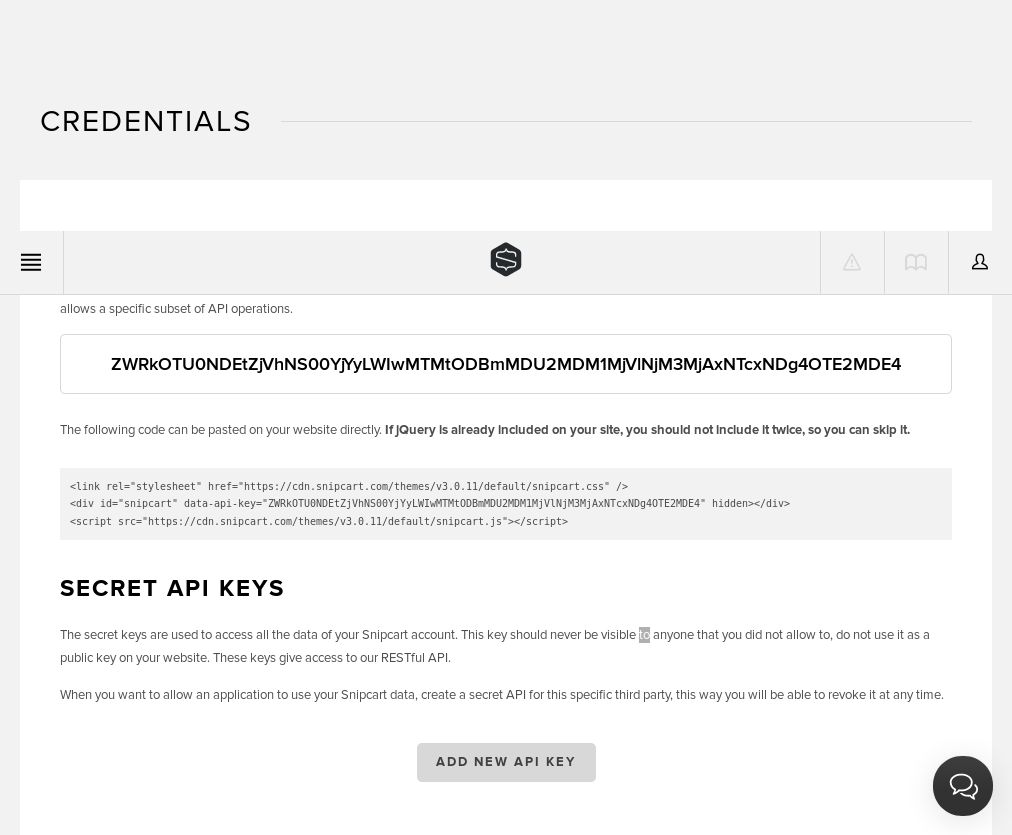 CREDENTIALS
allows a specific subset of API operations.
ZWRkOTU0NDEtZjVhNS00YjYyLWIwMTMtODBmMDU2MDM1MjVlNjM3MjAxNTcxNDg4OTE2MDE4
The following code can be pasted on your website directly. If jQuery is already included on your site, you should not include it twice, so you can skip it.
<link rel="stylesheet" href="https://cdn.snipcart.com/themes/v3.0.11/default/snipcart.css" />
<div id="snipcart" data-api-key="ZWRkOTU0NDEtZjVhNS00YjYyLWIwMTMtODBmMDU2MDM1MjVlNjM3MjAxNTcxNDg4OTE2MDE4" hidden></div>
<script src="https://cdn.snipcart.com/themes/v3.0.11/default/snipcart.js"></script>
SECRET API KEYS
The secret keys are used to access all the data of your Snipcart account. This key should never be visible to anyone that you did not allow to, do not use it as a
public key on your website. These keys give access to our RESTful API.
When you want to allow an application to use your Snipcart data, create a secret API for this specific third party, this way you will be able to revoke it at any time.
ADD NEW API KEY